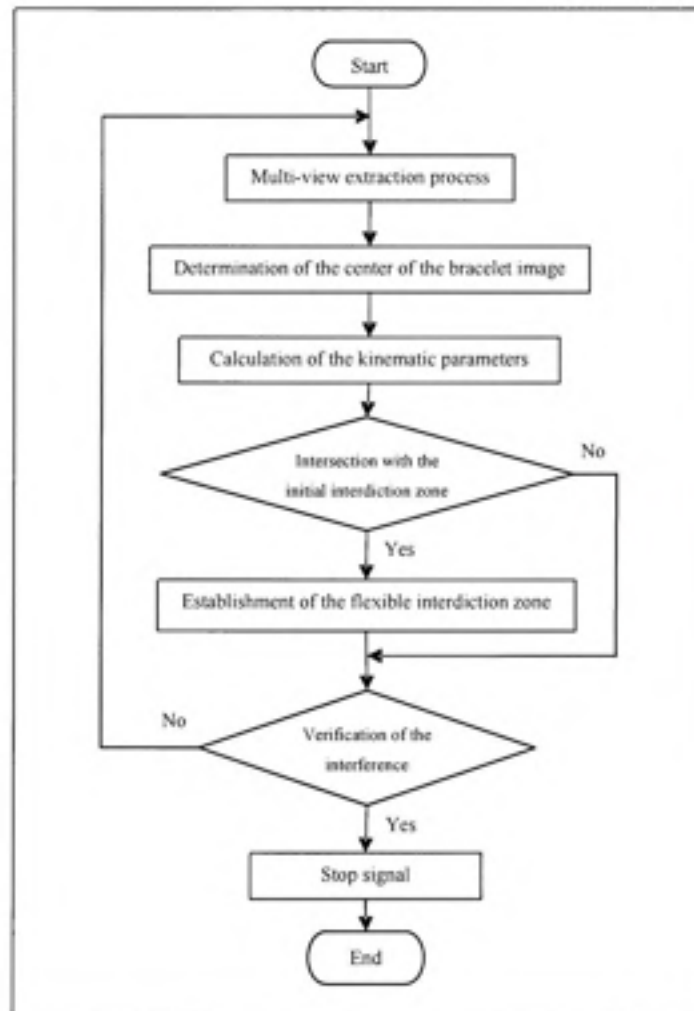 Start
Multi-view extraction process
Determination of the center of the bracelet image
Calculation of the kinematic parameters
Intersection with the
initial interdiction zone
No
Yes
Establishment of the flexible interdiction zone
No
Verification of the
interference
Yes
Stop signal
End